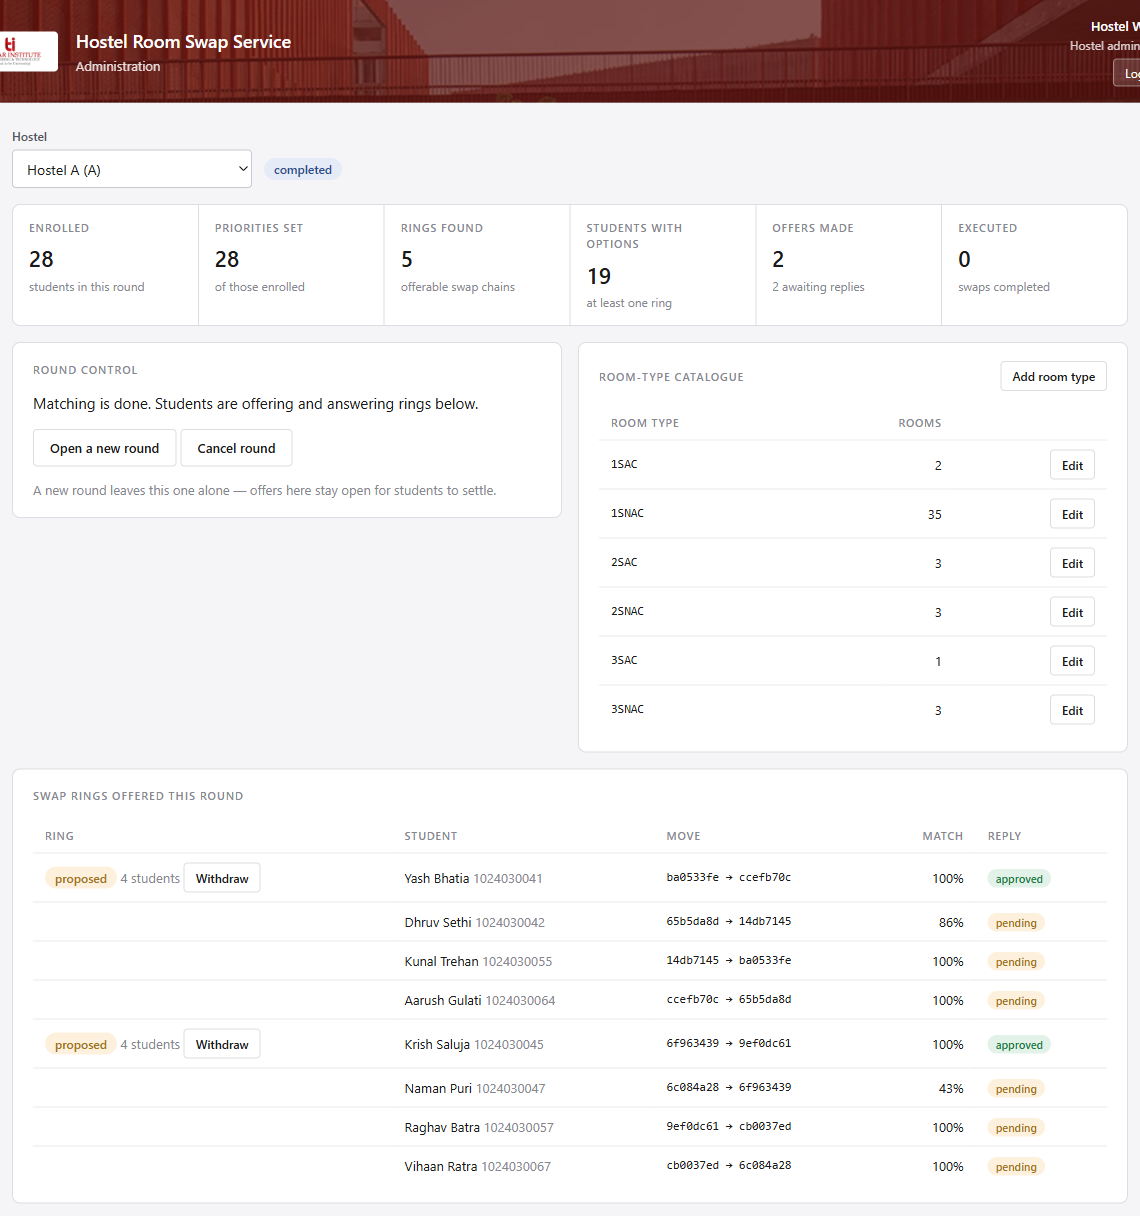 ti
AR INSTITUTE
Hostel Room Swap Service
Administration
Hostel W
Hostel admin
Log
Hostel
Hostel A (A)
completed
ENROLLED
28
students in this round
PRIORITIES SET
28
of those enrolled
RINGS FOUND
5
offerable swap chains
STUDENTS WITH
OPTIONS
19
at least one ring
OFFERS MADE
2
2 awaiting replies
EXECUTED
0
swaps completed
ROUND CONTROL
Matching is done. Students are offering and answering rings below.
Open a new round
Cancel round
A new round leaves this one alone — offers here stay open for students to settle.
ROOM-TYPE CATALOGUE
Add room type
ROOM TYPE ROOMS
1SAC 2 Edit
1SNAC 35 Edit
2SAC 3 Edit
2SNAC 3 Edit
3SAC 1 Edit
3SNAC 3 Edit
SWAP RINGS OFFERED THIS ROUND
RING STUDENT MOVE MATCH REPLY
proposed 4 students Withdraw Yash Bhatia 1024030041 ba0533fe → ccefb70c 100% approved
Dhruv Sethi 1024030042 65b5da8d → 14db7145 86% pending
Kunal Trehan 1024030055 14db7145 → ba0533fe 100% pending
Aarush Gulati 1024030064 ccefb70c → 65b5da8d 100% pending
proposed 4 students Withdraw Krish Saluja 1024030045 6f963439 → 9ef0dc61 100% approved
Naman Puri 1024030047 6c084a28 → 6f963439 43% pending
Raghav Batra 1024030057 9ef0dc61 → cb0037ed 100% pending
Vihaan Ratra 1024030067 cb0037ed → 6c084a28 100% pending